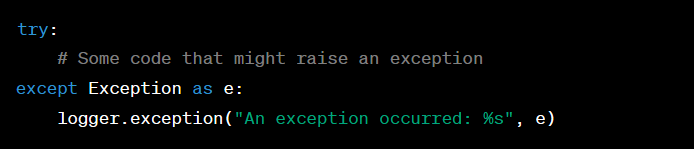 try:
    # Some code that might raise an exception
except Exception as e:
    logger.exception("An exception occurred: %s", e)